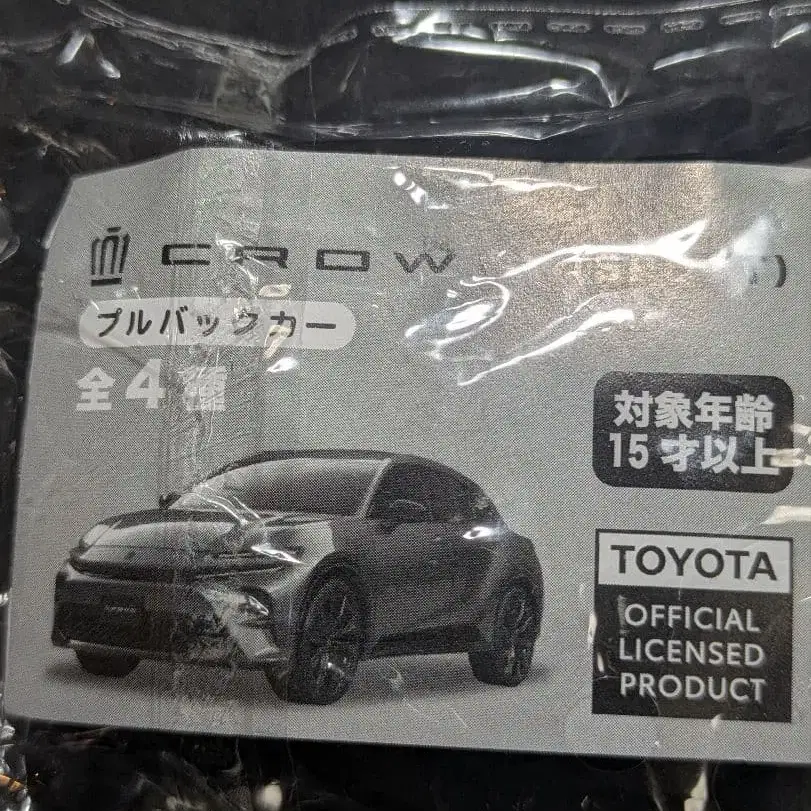 CROW
プルバックカー
全4種
対象年齢
15才以上
TOYOTA
OFFICIAL
LICENSED
PRODUCT